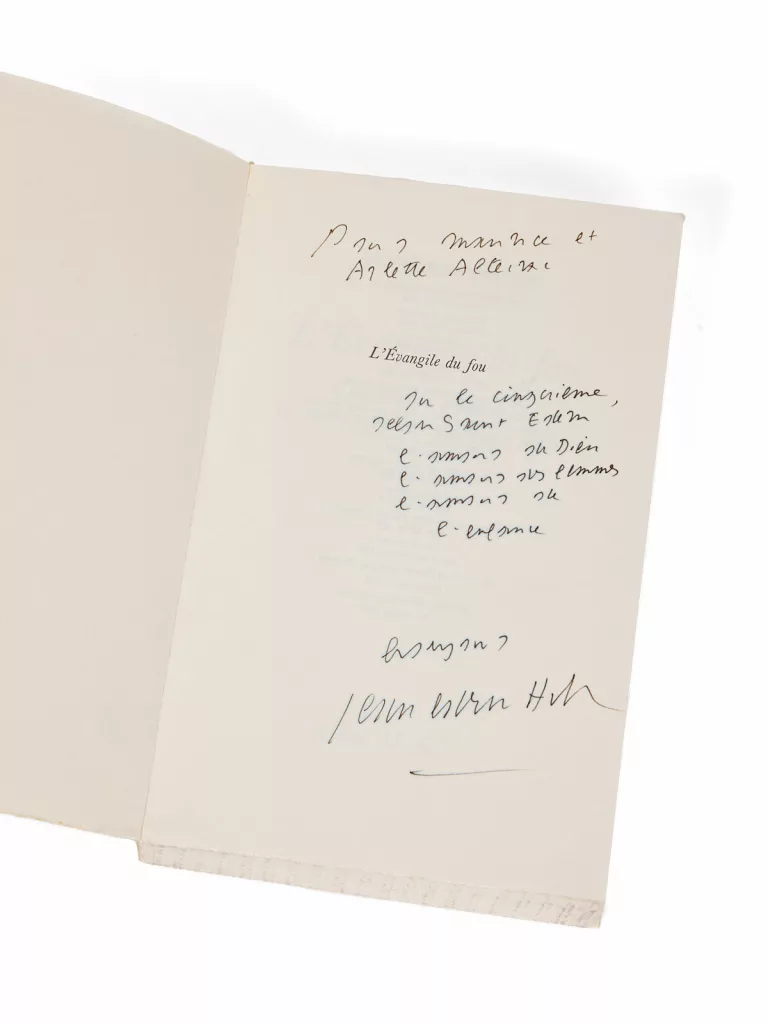 Pour Maurice et
Arlette
L'Évangile du fou
ou le cinquième,
selon Saint Edern
l'amour de Dieu
l'amour des femmes
l'amour de
l'enfance
Jean Edern Hallier